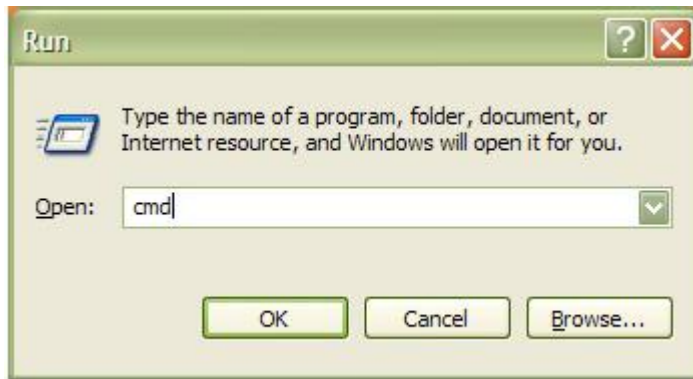 Run
?
Type the name of a program, folder, document, or
Internet resource, and Windows will open it for you.
Open: cmd
OK Cancel Browse...